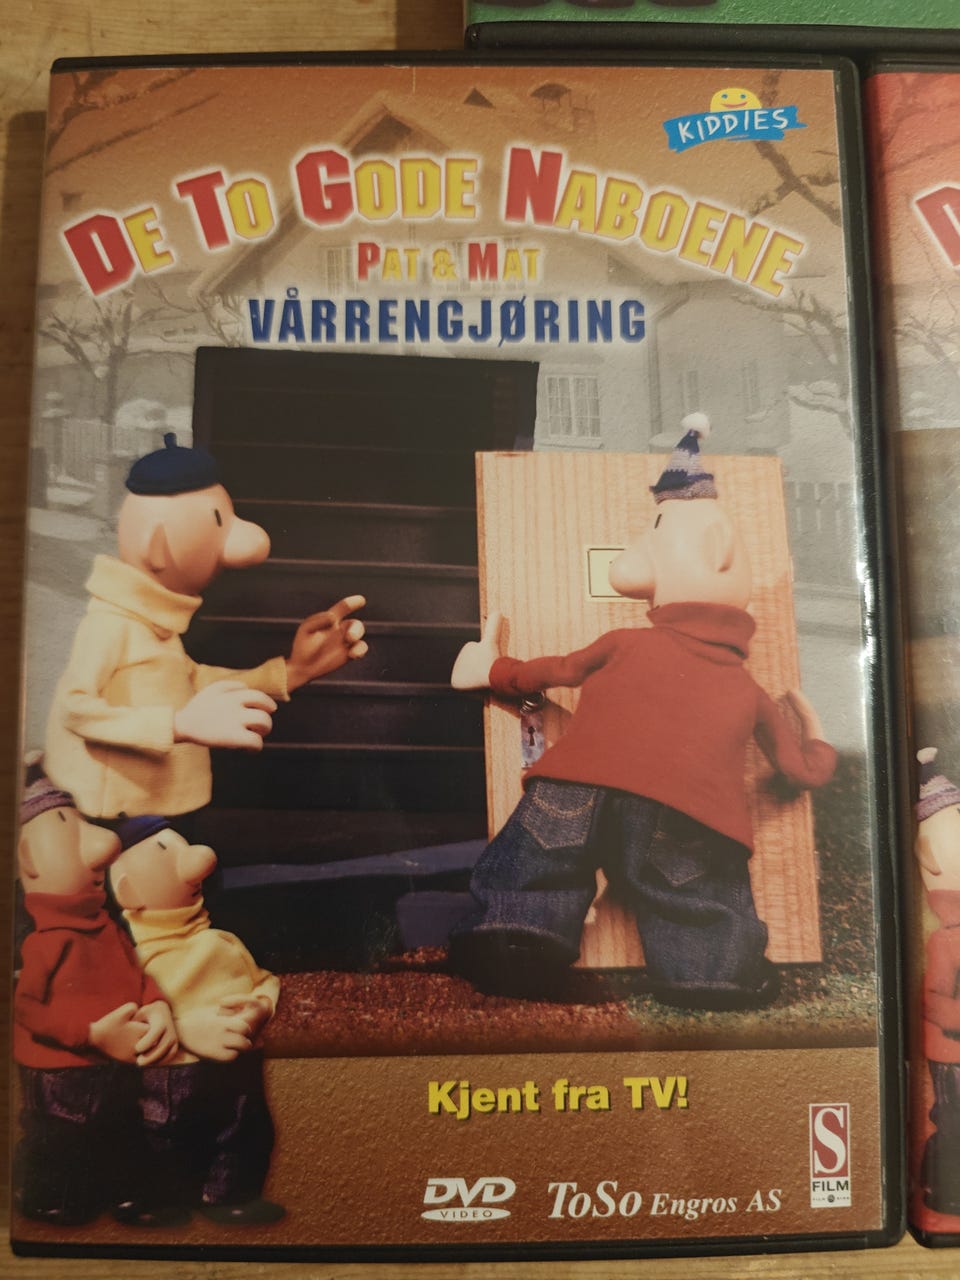 KIDDIES
DE TO GODE NABOENE
PAT & MAT
VÅRRENGJØRING
Kjent fra TV!
DVD
VIDEO
ToSo Engros AS
S
FILM